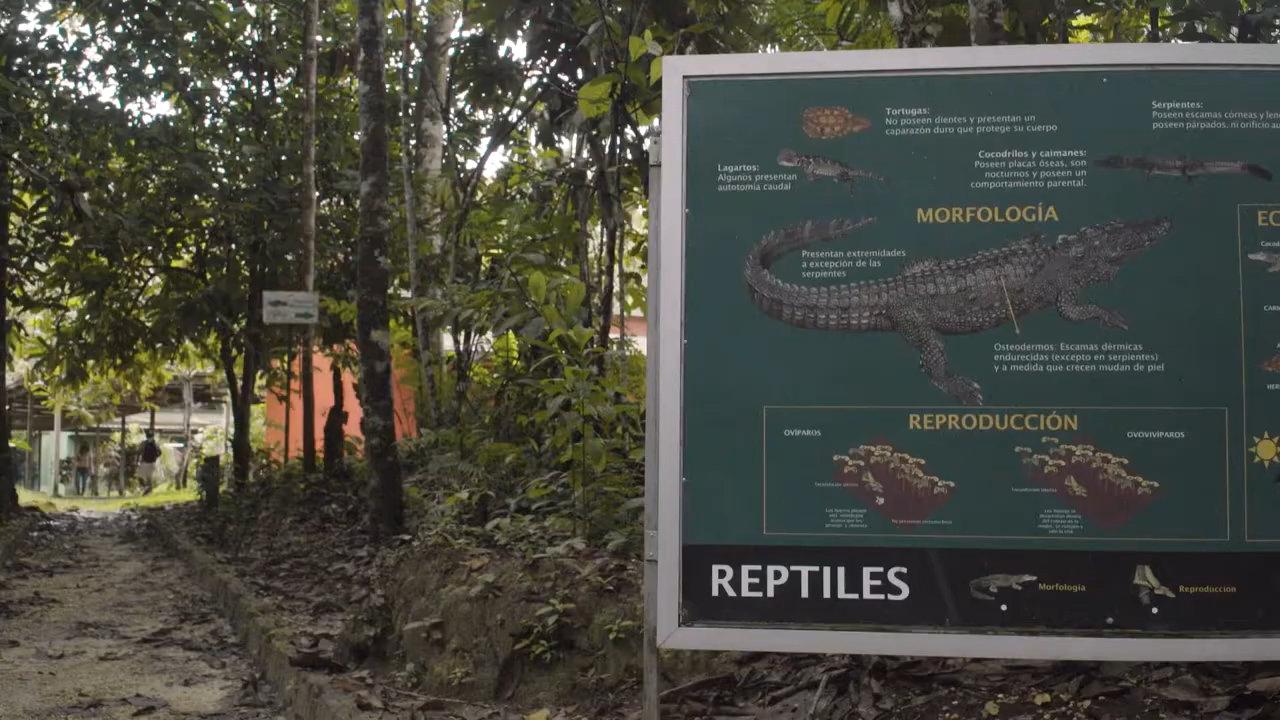 Tortugas:
No poseen dientes y presentan un
caparazón duro que protege su cuerpo
Serpientes:
Poseen escamas córneas y
poseen párpados, ni orificio
Lagartos:
Algunos presentan
autotomía caudal
Cocodrilos y caimanes:
Poseen placas óseas, son
nocturnos y poseen un
comportamiento parental.
MORFOLOGÍA
Presentan extremidades
a excepción de las
serpientes
Osteodermos: Escamas dérmicas
endurecidas (excepto en serpientes)
y a medida que crecen mudan de piel
REPRODUCCIÓN
OVÍPAROS
OVOVIVÍPAROS
REPTILES
Morfología
Reproducción